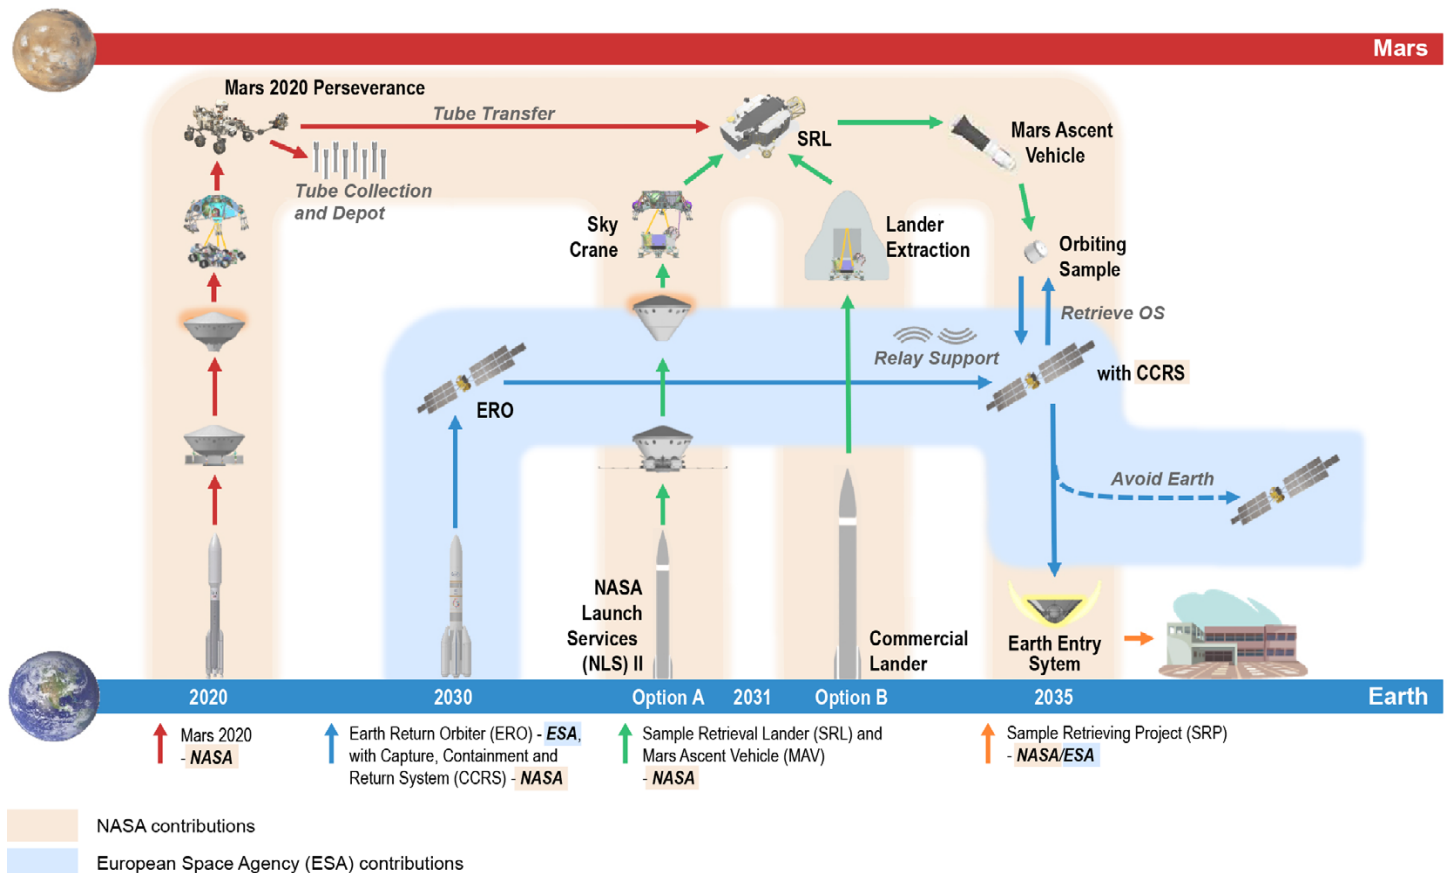 Mars
Mars 2020 Perseverance
Tube Transfer
SRL
Mars Ascent
Vehicle
Tube Collection
and Depot
Sky
Crane
Lander
Extraction
Orbiting
Sample
Retrieve OS
Relay Support
with CCRS
ERO
Avoid Earth
NASA
Launch
Services
(NLS) II
Commercial
Lander
Earth Entry
Sytem
2020
2030
Option A
2031
Option B
2035
Earth
Mars 2020
- NASA
Earth Return Orbiter (ERO) - ESA,
with Capture, Containment and
Return System (CCRS) - NASA
Sample Retrieval Lander (SRL) and
Mars Ascent Vehicle (MAV)
- NASA
Sample Retrieving Project (SRP)
- NASA/ESA
NASA contributions
European Space Agency (ESA) contributions